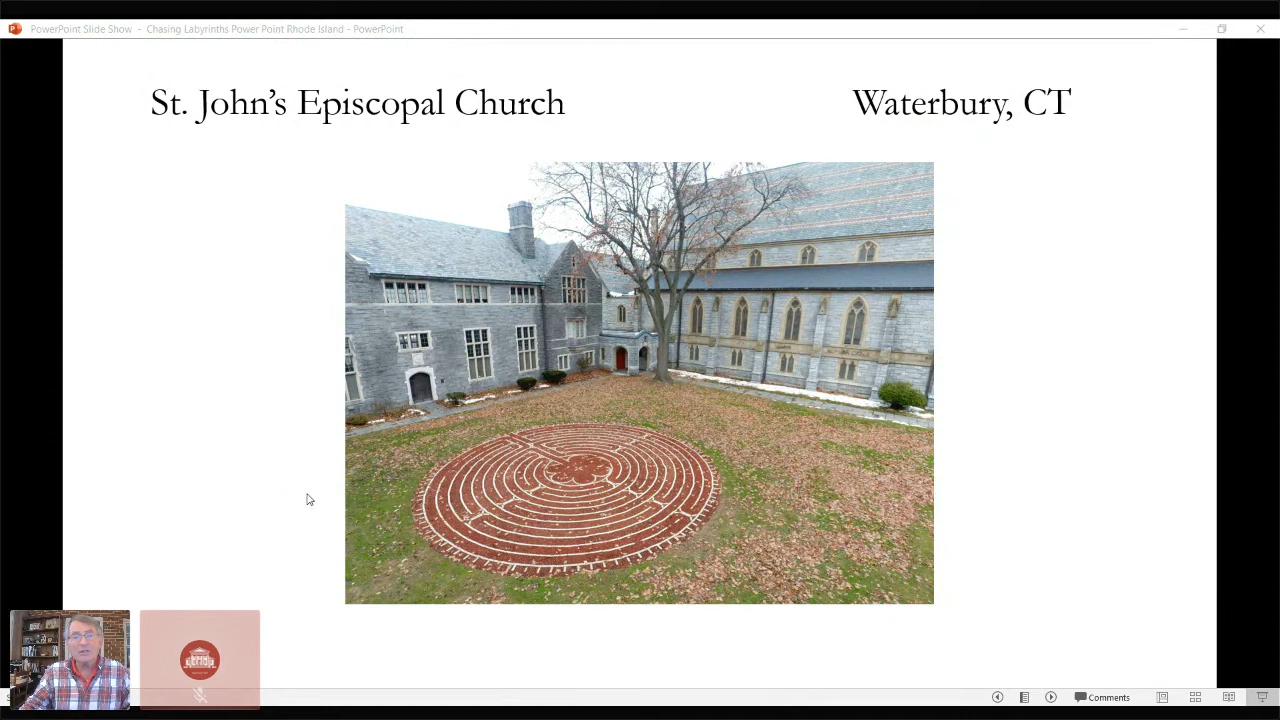 PowerPoint Slide Show - Chasing Labyrinths Power Point Rhode Island - PowerPoint
St. John's Episcopal Church
Waterbury, CT
Comments